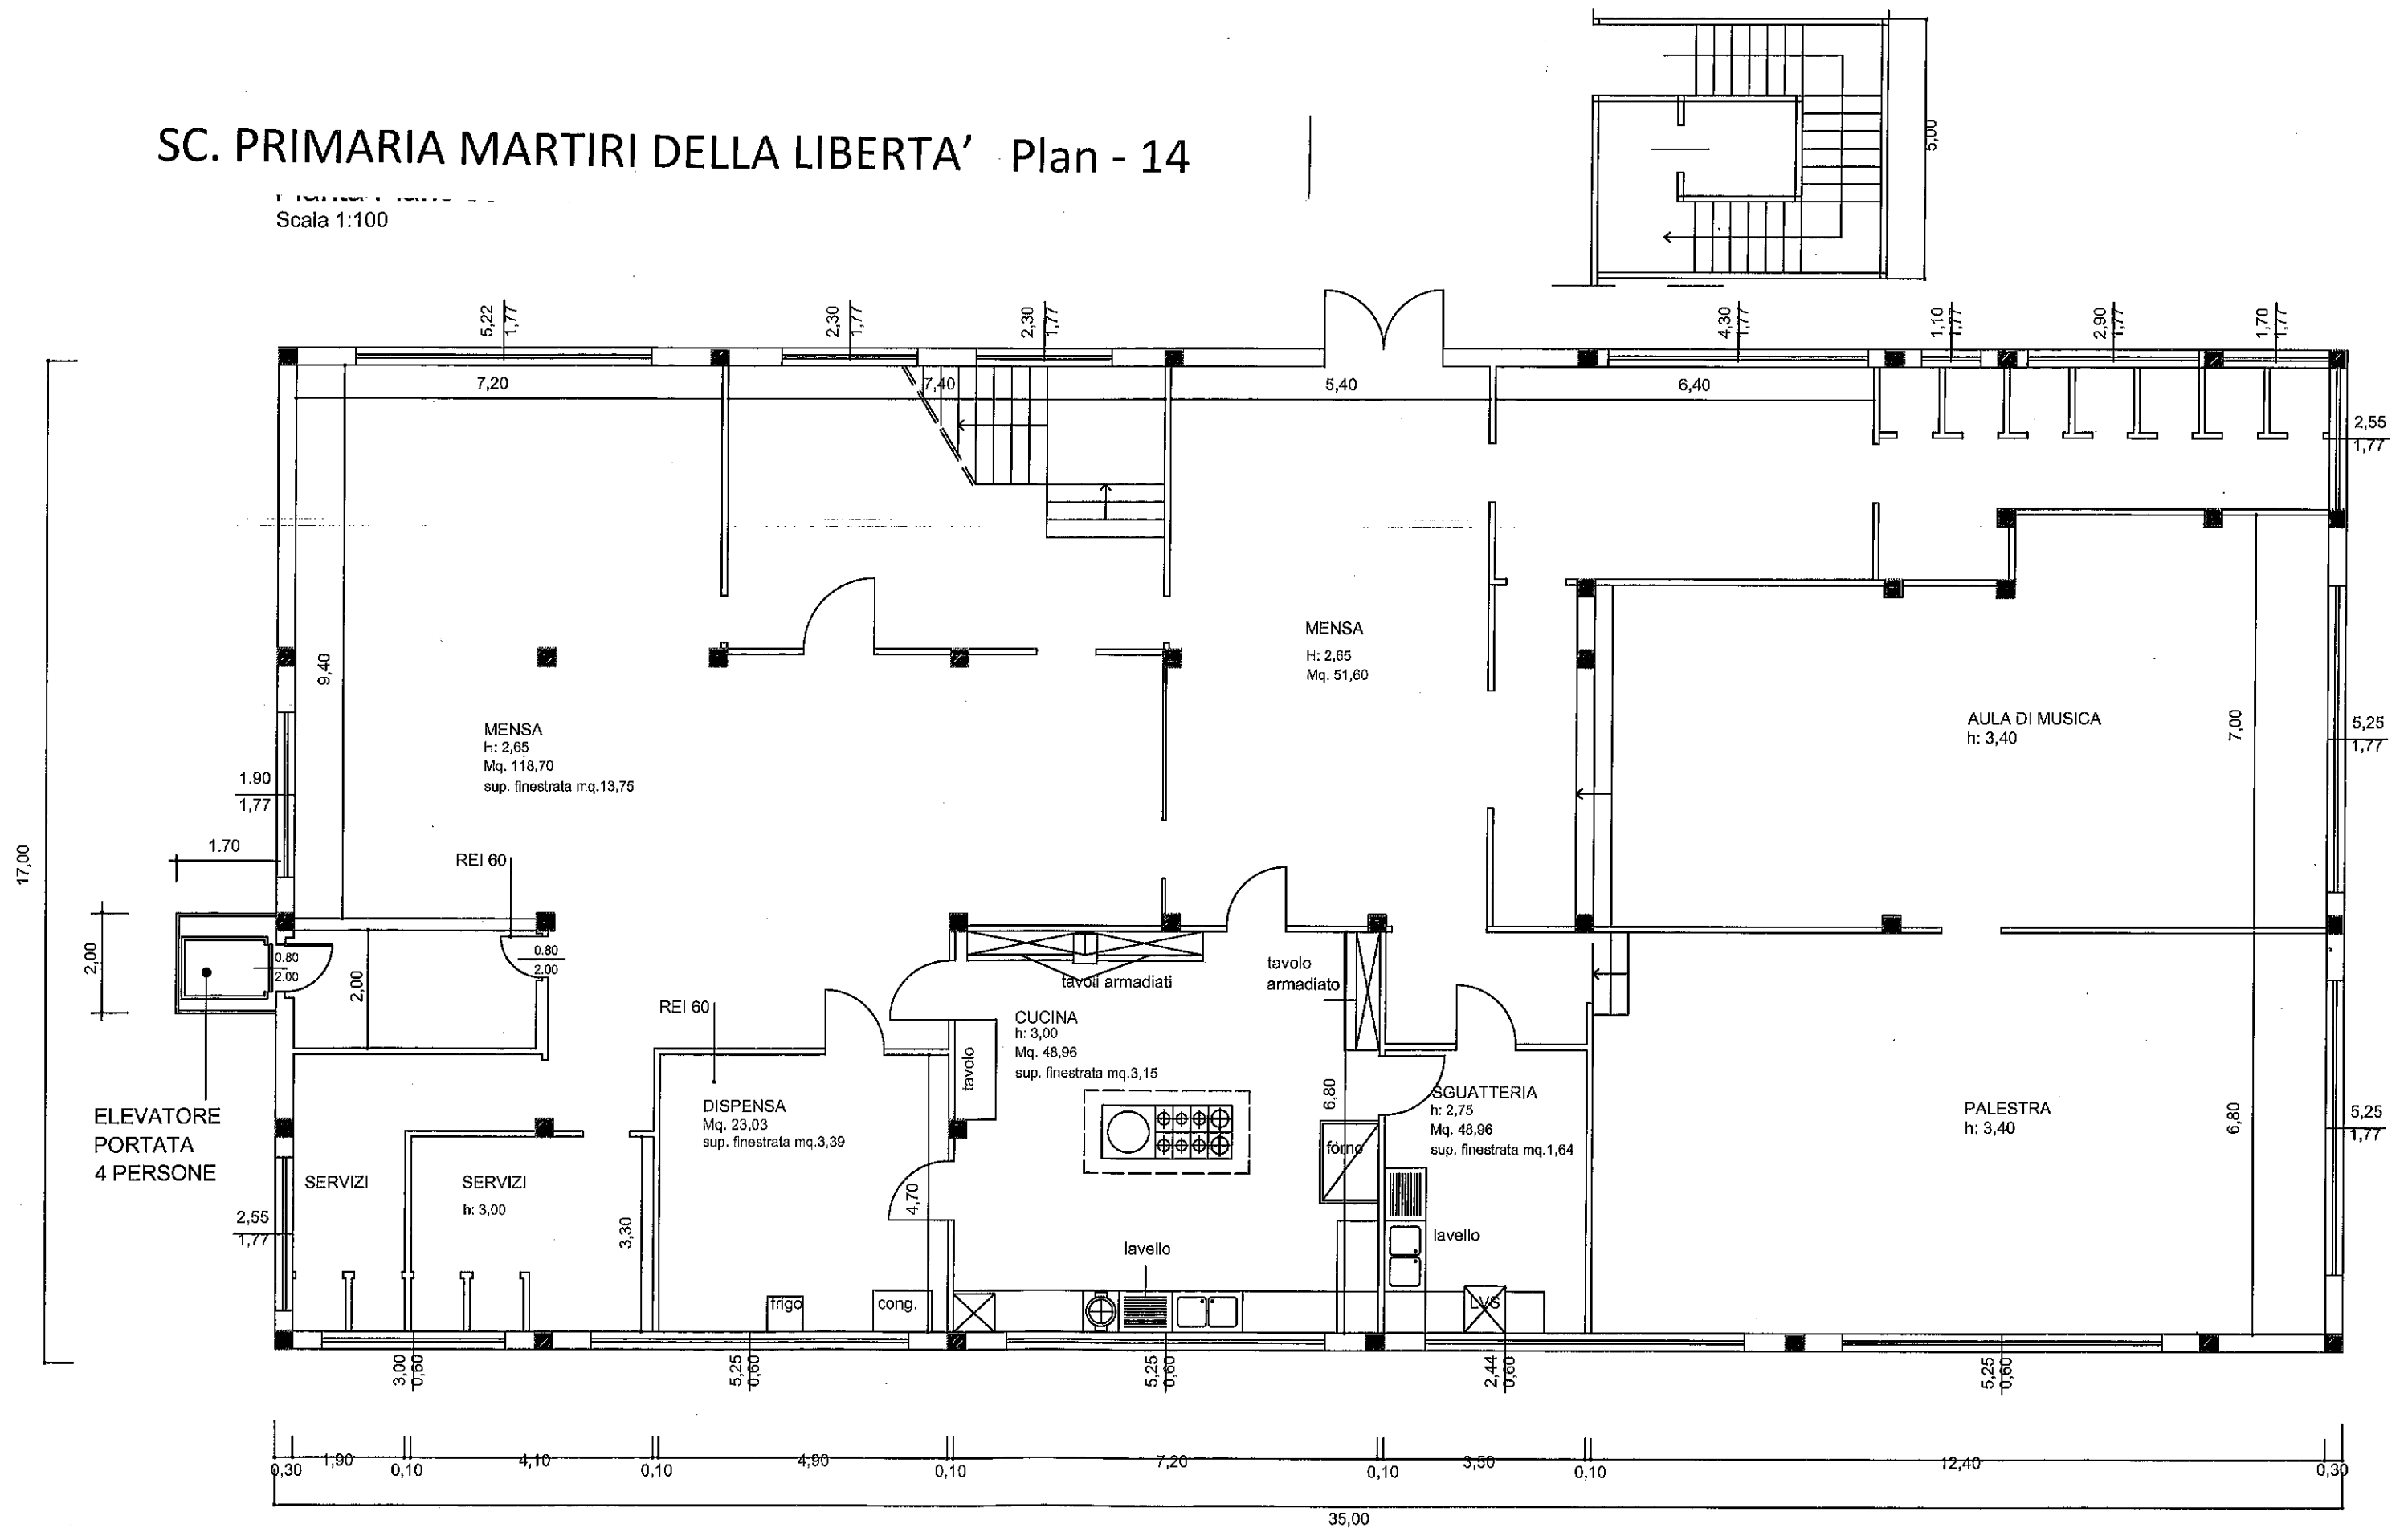 SC. PRIMARIA MARTIRI DELLA LIBERTA' Plan - 14
Scala 1:100
5,00
5,22
1,77
2,30
1,77
2,30
1,77
4,30
1,77
1,10
1,77
2,90
1,77
1,70
1,77
7,20
7,40
5,40
6,40
2,55
1,77
9,40
MENSA
H: 2,65
Mq. 51,60
MENSA
H: 2,65
Mq. 118,70
sup. finestrata mq.13,75
AULA DI MUSICA
h: 3,40
7,00
5,25
1,77
1.90
1,77
1.70
17,00
REI 60
2,00
0.80
2.00
2,00
0.80
2.00
tavoli armadiati
tavolo
armadiato
REI 60
CUCINA
h: 3,00
Mq. 48,96
sup. finestrata mq.3,15
tavolo
6,80
SGUATTERIA
h: 2,75
Mq. 48,96
sup. finestrata mq.1,64
DISPENSA
Mq. 23,03
sup. finestrata mq.3,39
PALESTRA
h: 3,40
6,80
5,25
1,77
ELEVATORE
PORTATA
4 PERSONE
forno
SERVIZI
SERVIZI
h: 3,00
2,55
1,77
3,30
4,70
lavello
lavello
frigo
cong.
LVS
3,00
0,60
5,25
0,60
5,25
0,60
2,44
0,60
5,25
0,60
0,30
1,90
0,10
4,10
0,10
4,90
0,10
7,20
0,10
3,50
0,10
12,40
0,30
35,00